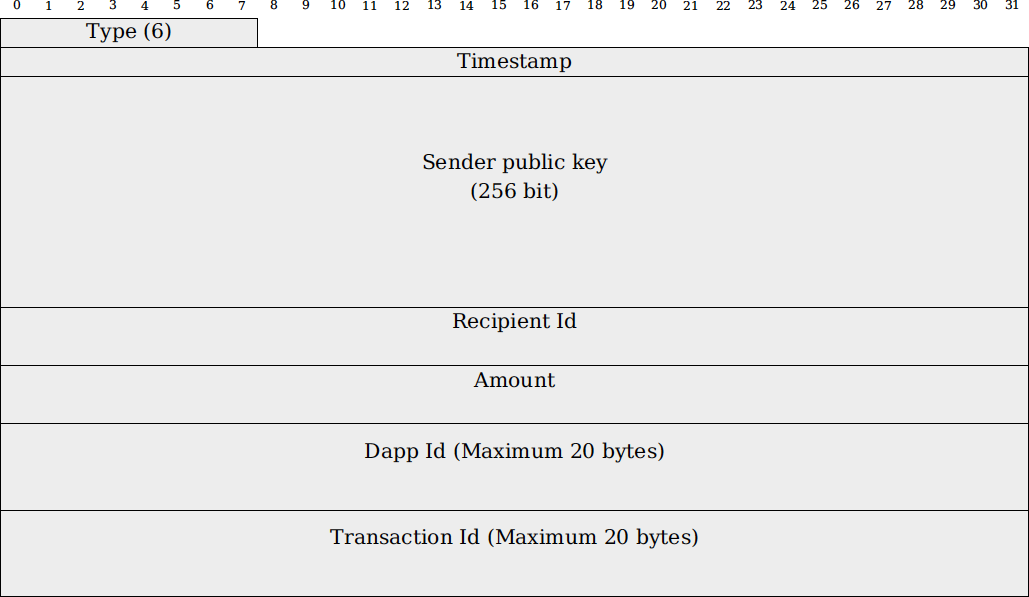 0 1 2 3 4 5 6 7 8 9 10 11 12 13 14 15 16 17 18 19 20 21 22 23 24 25 26 27 28 29 30 31
Type (6)
Timestamp
Sender public key
(256 bit)
Recipient Id
Amount
Dapp Id (Maximum 20 bytes)
Transaction Id (Maximum 20 bytes)